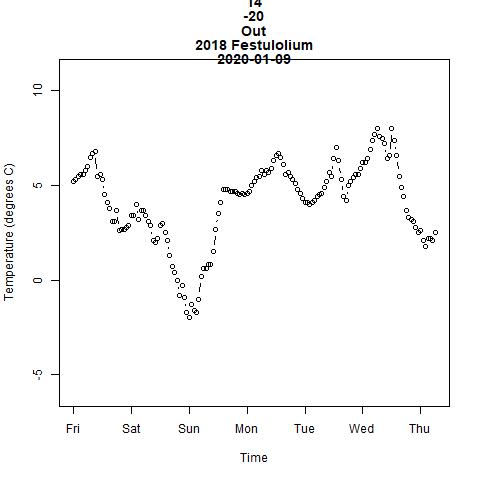 14
-20
Out
2018 Festulolium
2020-01-09
10
5
0
-5
Temperature (degrees C)
Fri Sat Sun Mon Tue Wed Thu
Time